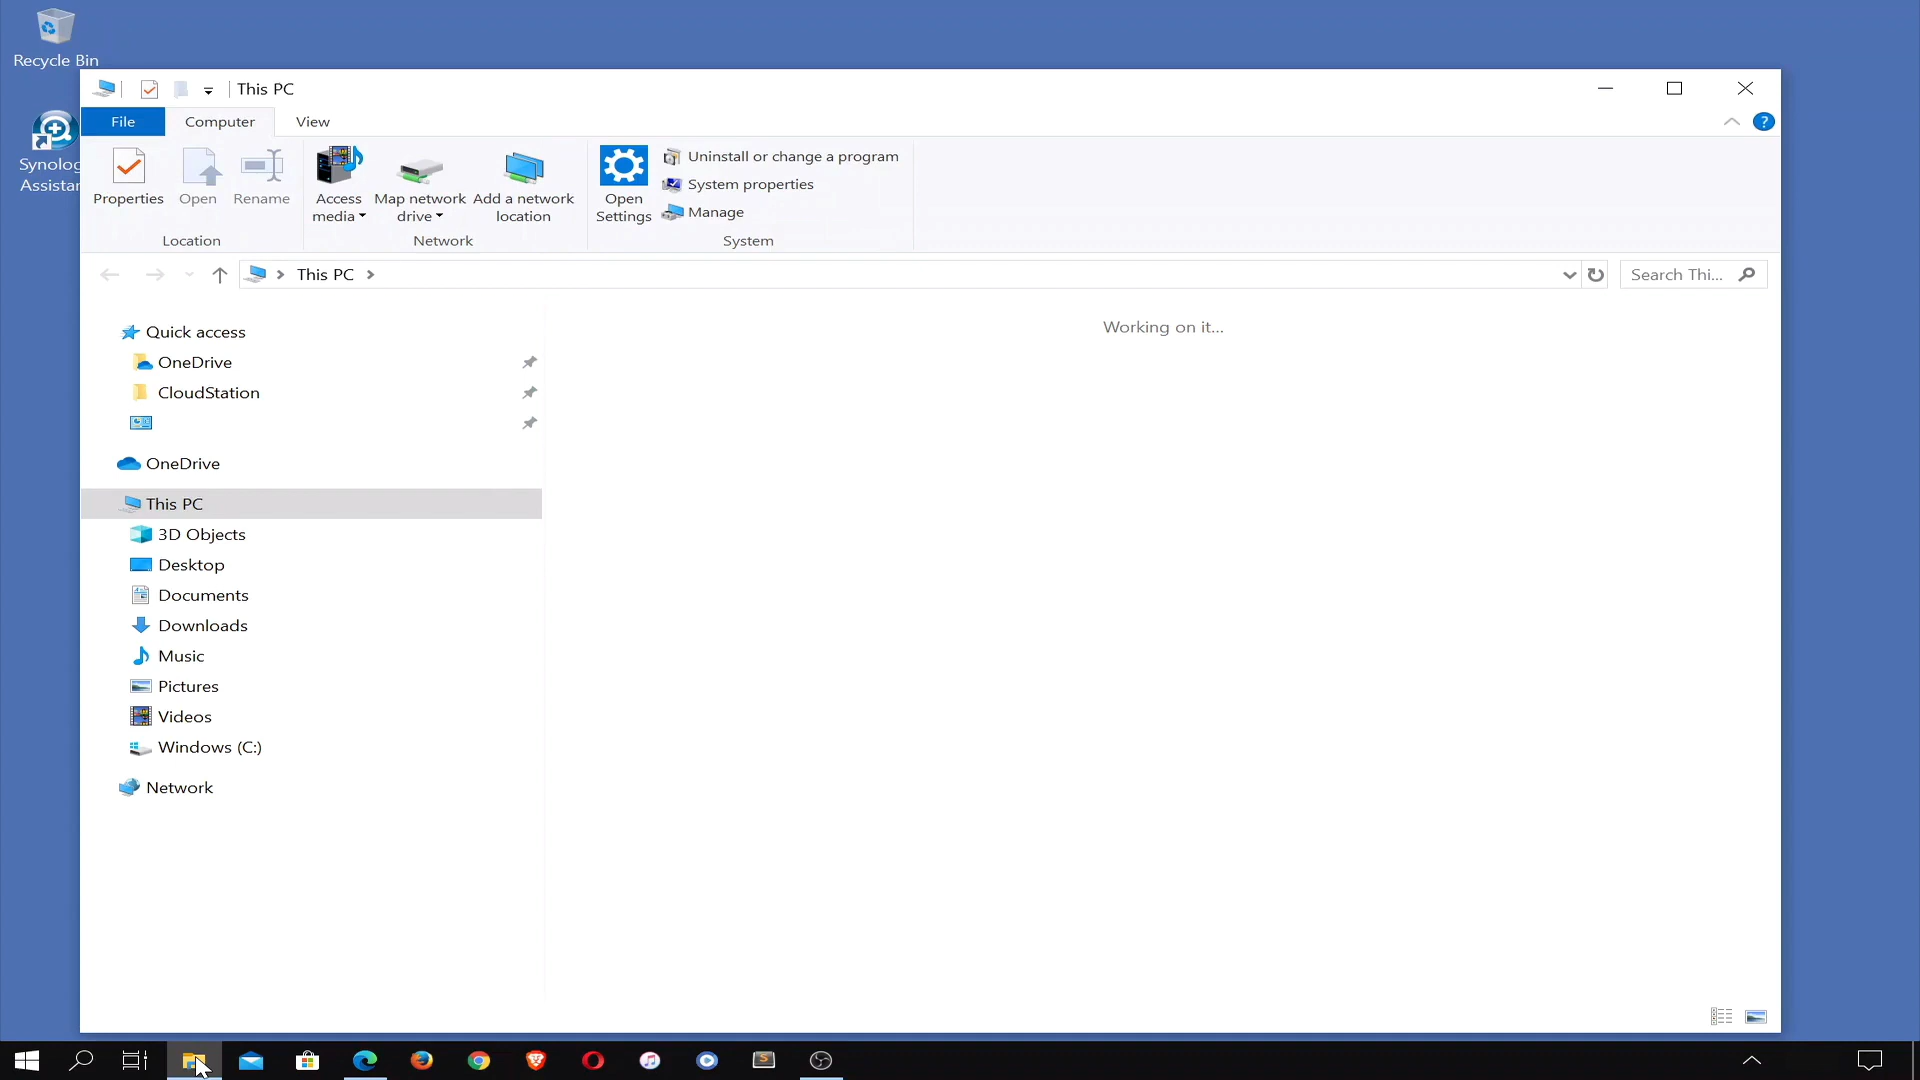 Recycle Bin
Synolog
Assistar
This PC
File
Computer
View
Properties
Open
Rename
Access
media
Map network
drive
Add a network
location
Open
Settings
Uninstall or change a program
System properties
Manage
Location
Network
System
This PC
Search Thi...
Quick access
OneDrive
CloudStation
OneDrive
This PC
3D Objects
Desktop
Documents
Downloads
Music
Pictures
Videos
Windows (C:)
Network
Working on it...